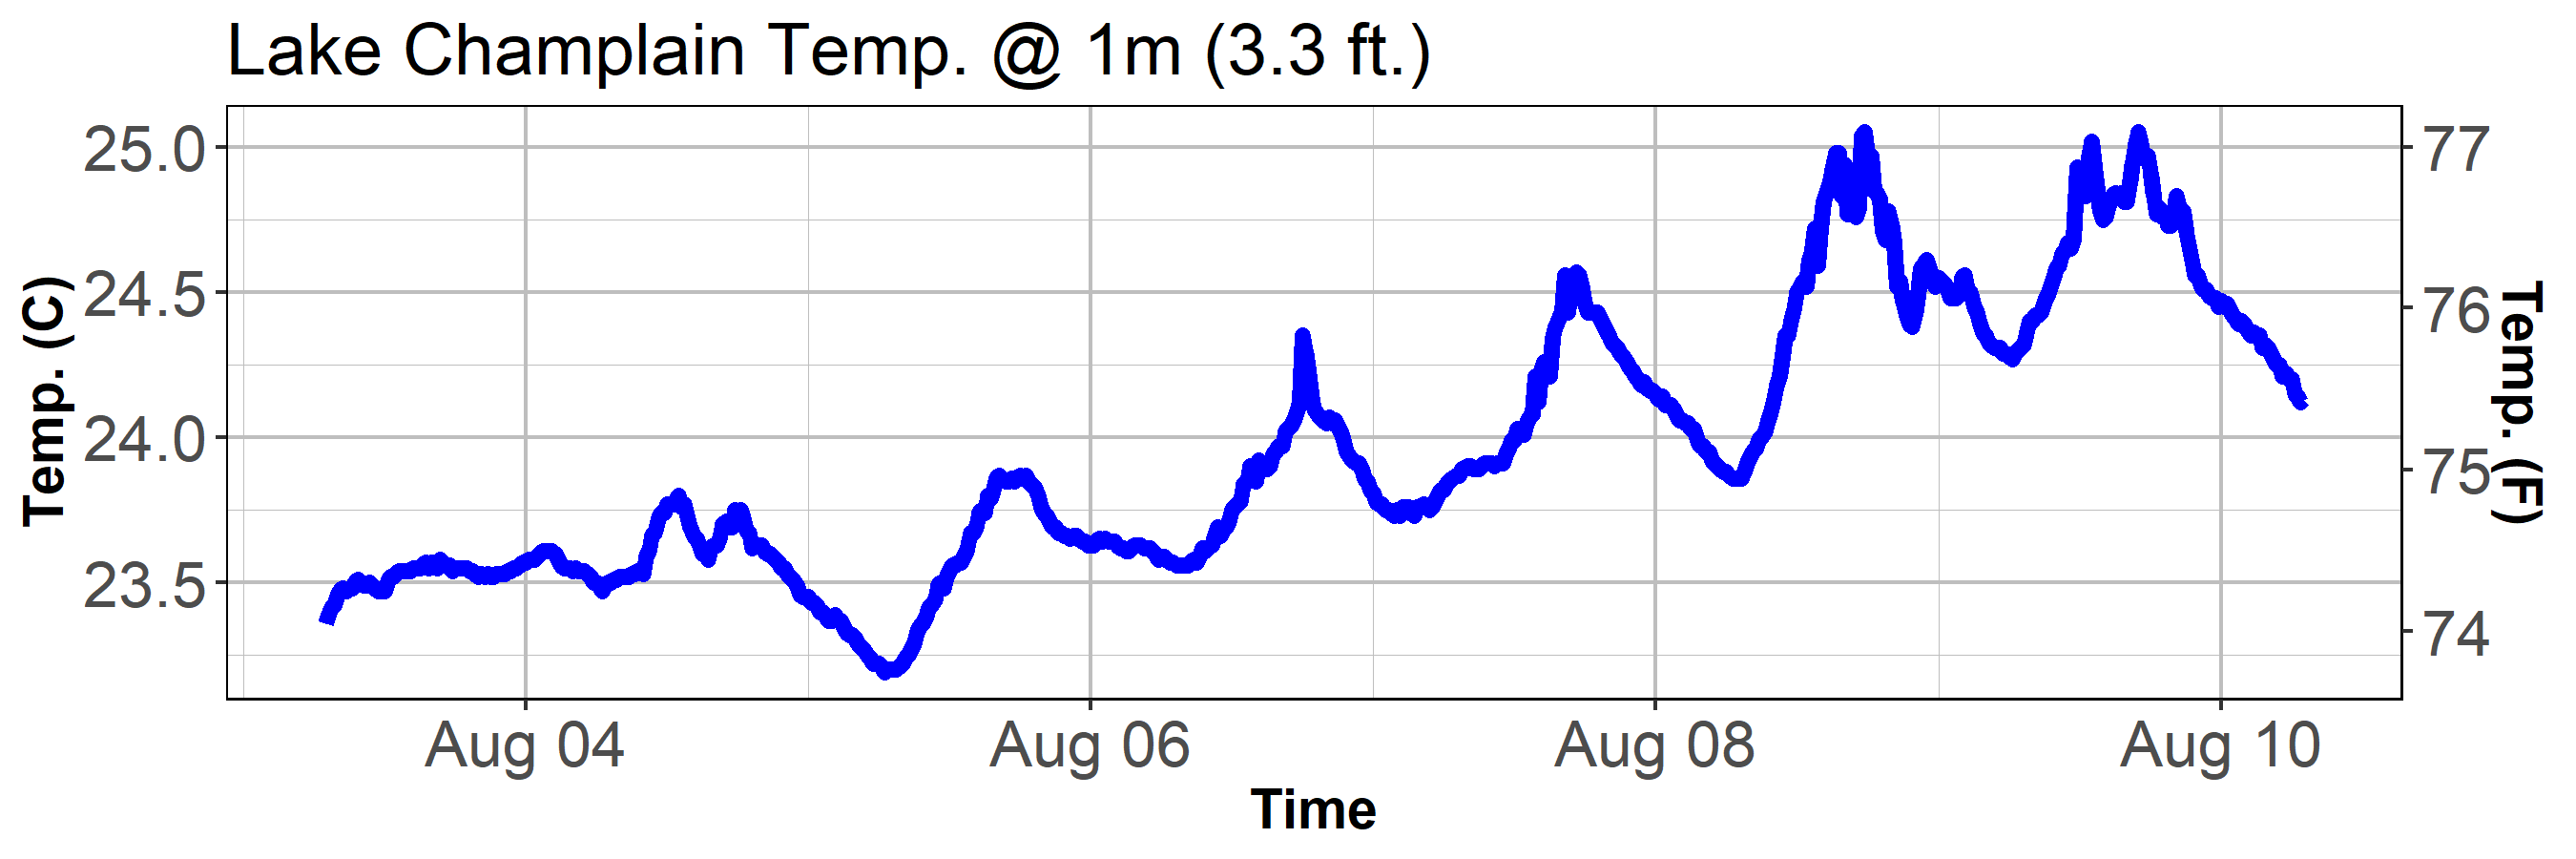 Lake Champlain Temp. @ 1m (3.3 ft.)
Temp. (C)
25.0
24.5
24.0
23.5
77
76
75
74
Temp. (F)
Aug 04 Aug 06 Aug 08 Aug 10
Time